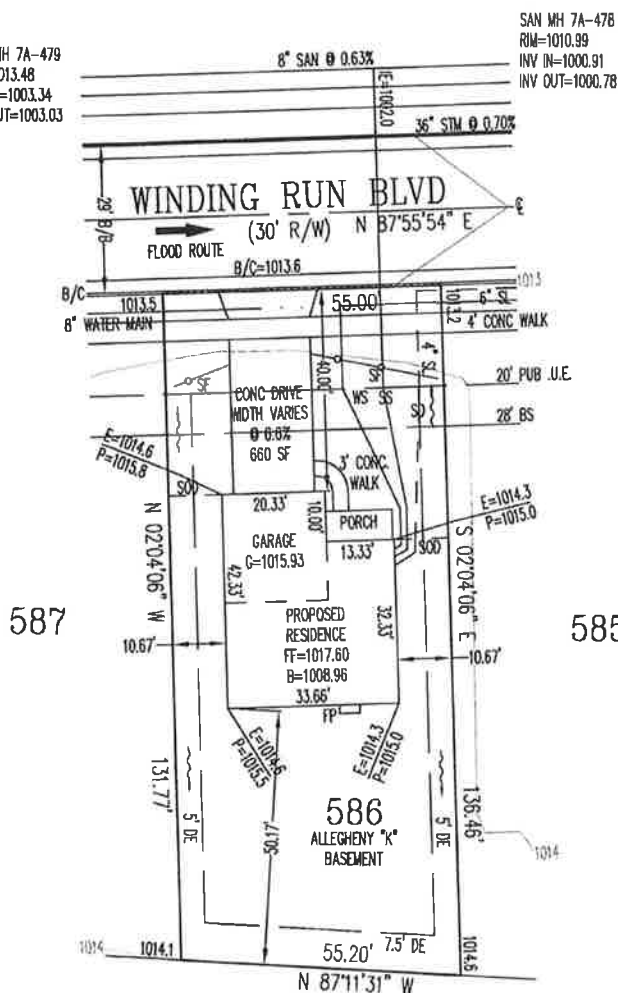 SAN MH 7A-478
RIM=1010.99
INV IN=1000.91
INV OUT=1000.78
MH 7A-479
013.48
=1003.34
UT=1003.03
8" SAN @ 0.63%
E=1002.0
36" STM @ 0.70%
29' B/B
WINDING RUN BLVD
FLOOD ROUTE
(30' R/W) N 87°55'54" E
B/C=1013.6
B/C
1013.5
55.00'
1013.2
1013
6" SL
8" WATER MAIN
4' CONC WALK
40.00'
4" SL
SF
CONC DRIVE
WIDTH VARIES
@ 6.6%
660 SF
WS SS
SD
20' PUB .U.E.
28' BS
E=1014.6
P=1015.8
3' CONC
WALK
E=1014.3
P=1015.0
SOD
20.33'
10.00'
PORCH
GARAGE
G=1015.93
13.33'
SOD
N 02°04'06" W
S 02°04'06" E
42.33'
32.33'
587
585
PROPOSED
RESIDENCE
FF=1017.60
B=1008.96
33.66'
10.67'
10.67'
FP
E=1014.6
P=1015.5
E=1014.3
P=1015.0
131.77'
5' DE
50.17'
586
ALLEGHENY "K"
BASEMENT
5' DE
136.46'
1014
1014
1014.1
55.20'
7.5' DE
1014.6
N 87°11'31" W